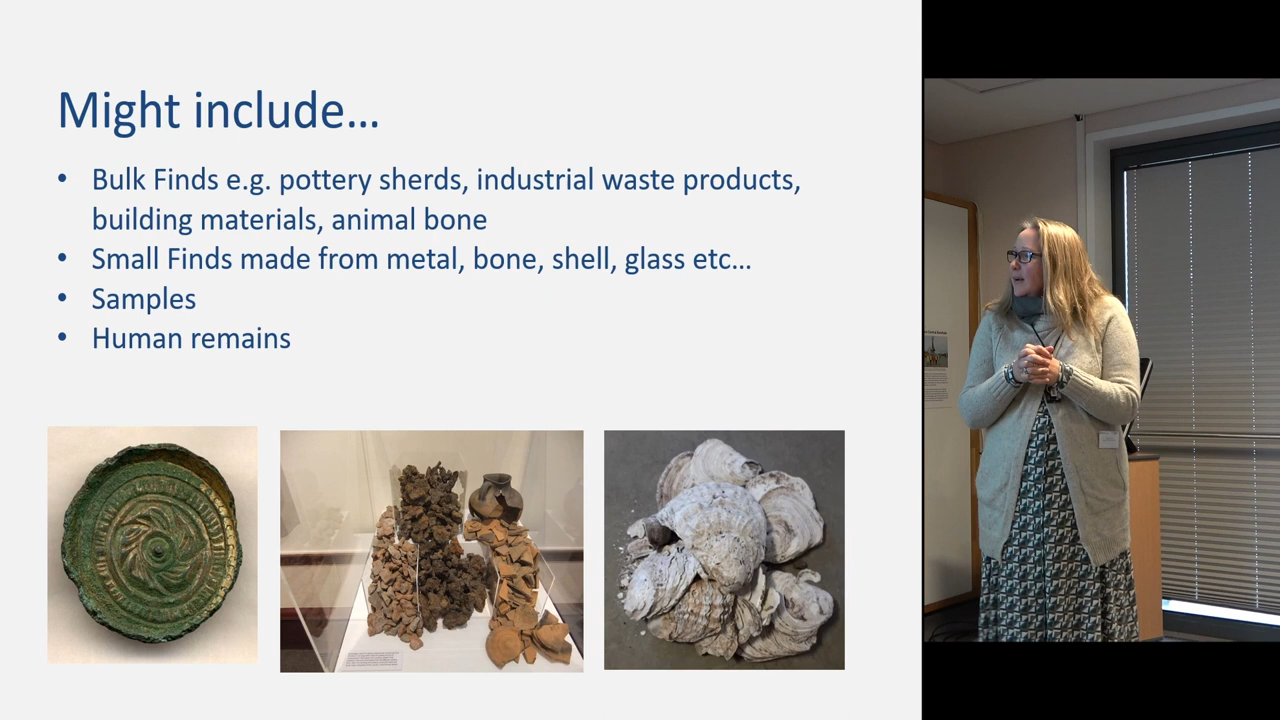 Might include…
• Bulk Finds e.g. pottery sherds, industrial waste products,
building materials, animal bone
• Small Finds made from metal, bone, shell, glass etc…
• Samples
• Human remains